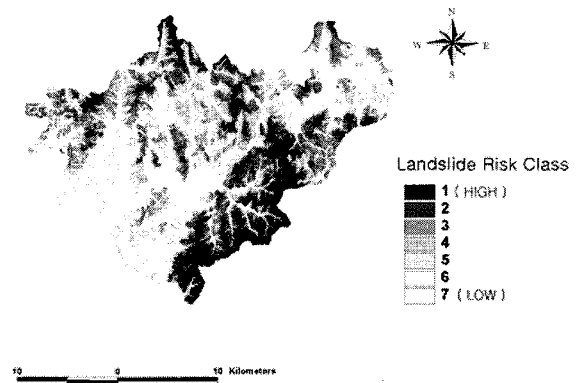 N
W E
S
Landslide Risk Class
1 ( HIGH )
2
3
4
5
6
7 ( LOW )
10 0 10 Kilometers